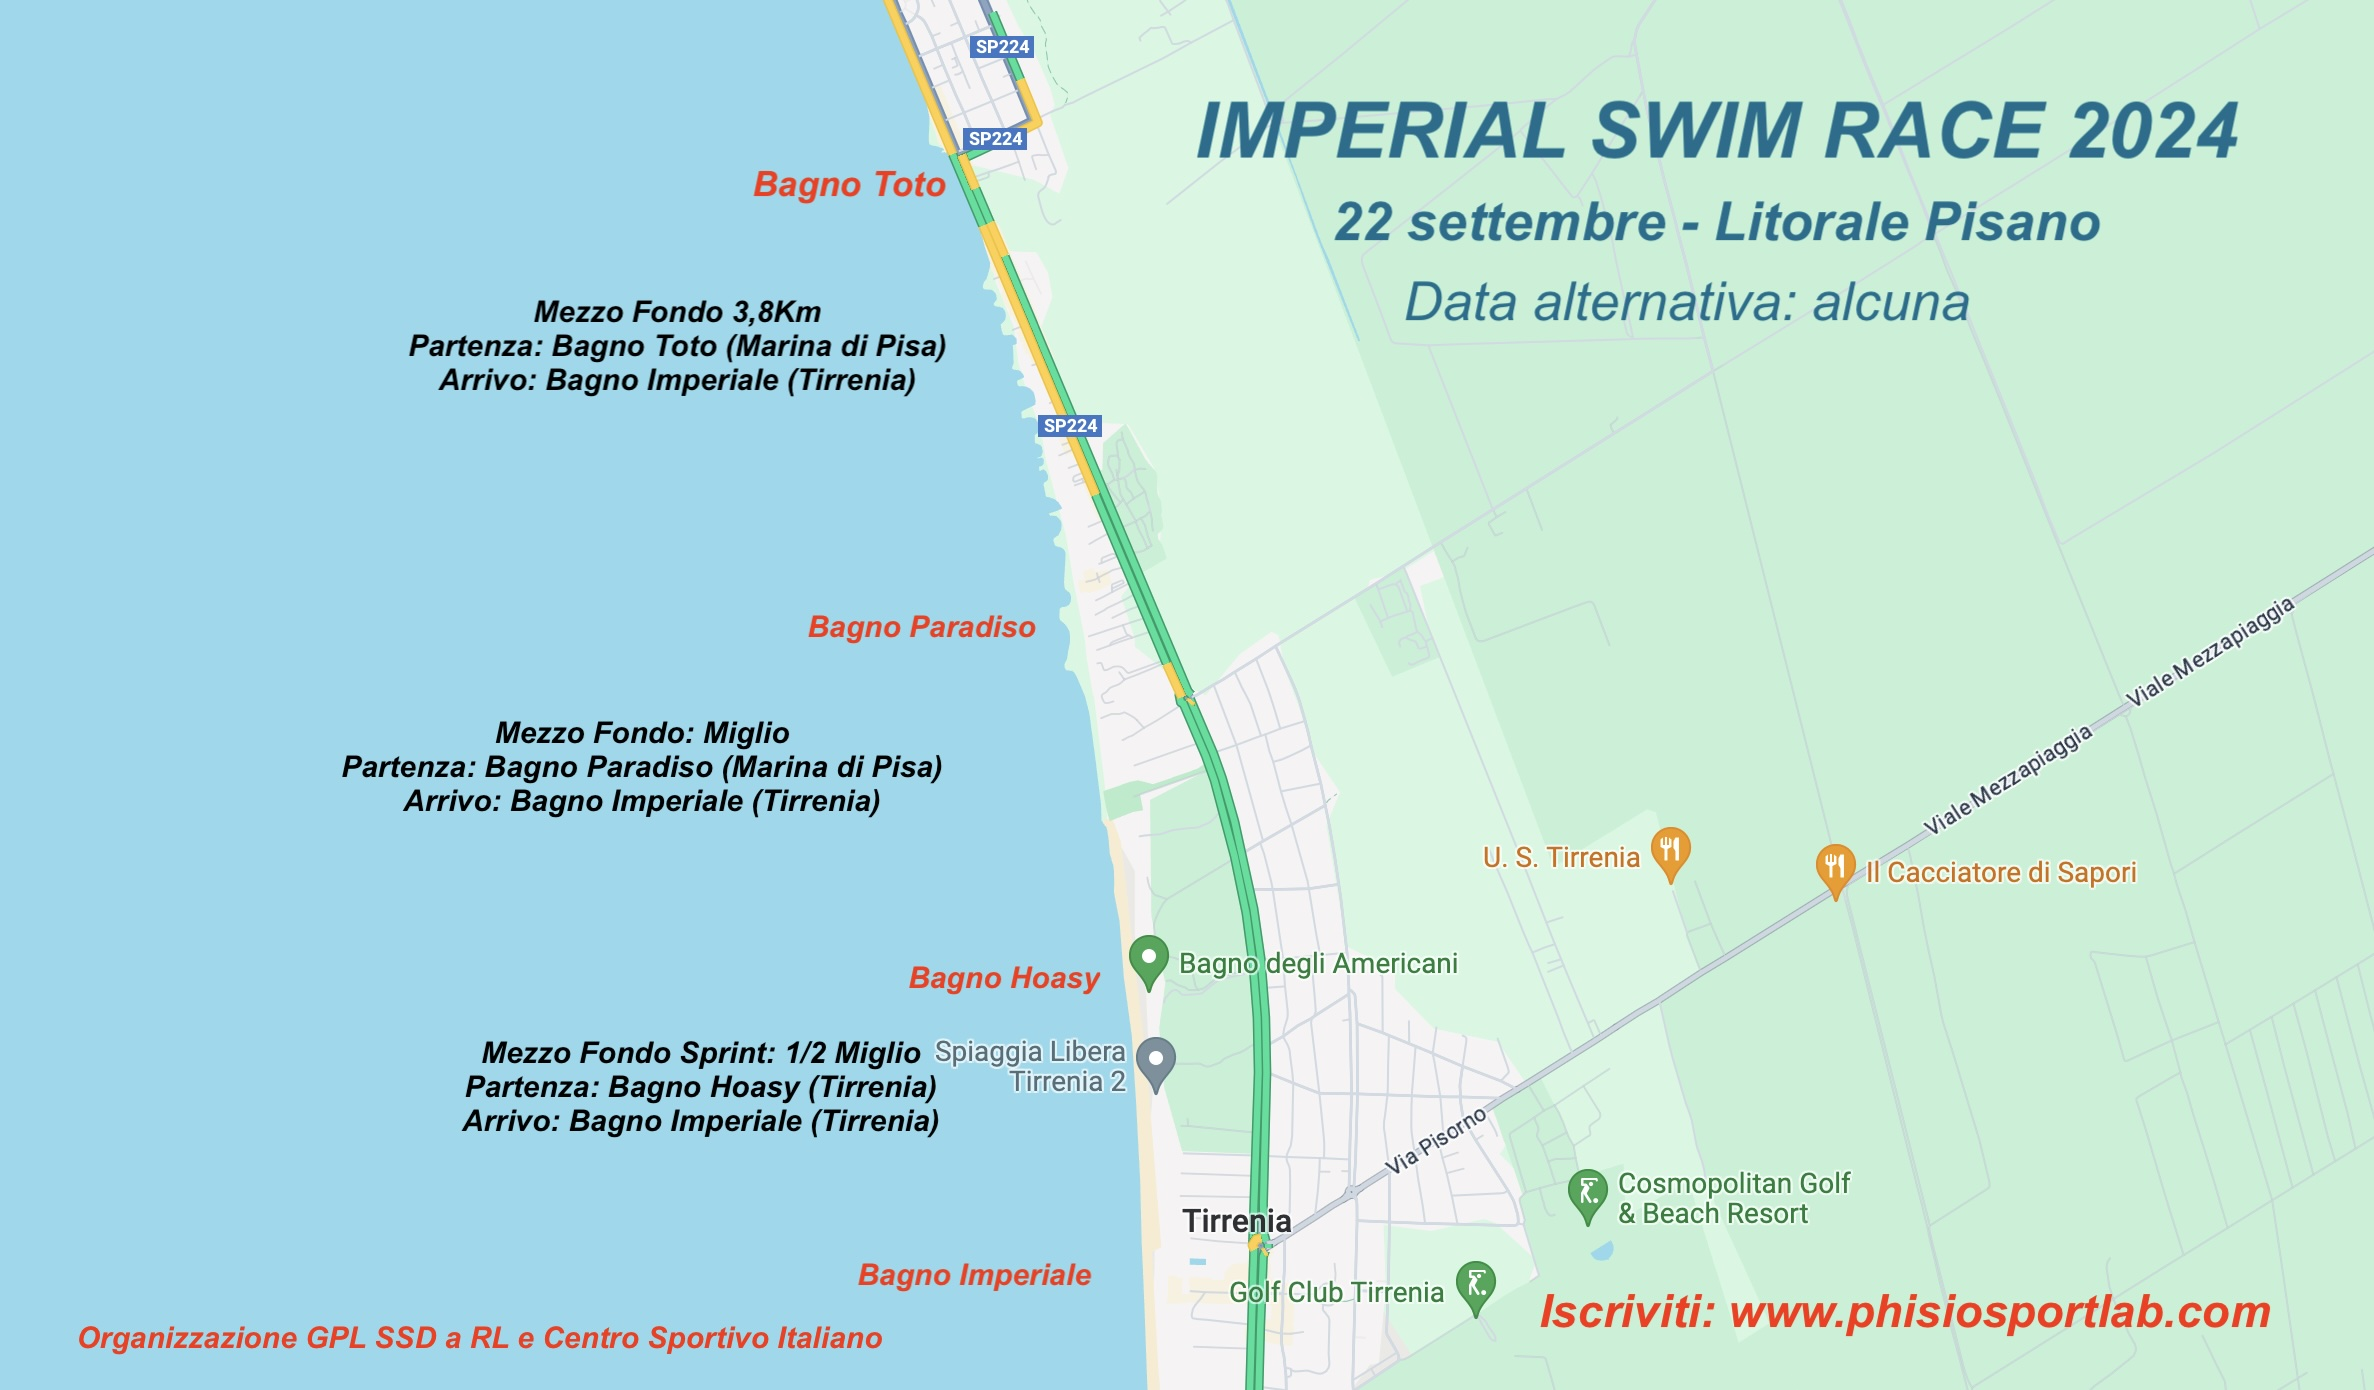 SP224
IMPERIAL SWIM RACE 2024
SP224
Bagno Toto
22 settembre - Litorale Pisano
Data alternativa: alcuna
Mezzo Fondo 3,8Km
Partenza: Bagno Toto (Marina di Pisa)
Arrivo: Bagno Imperiale (Tirrenia)
SP224
Bagno Paradiso
Viale Mezzapiaggia
Mezzo Fondo: Miglio
Partenza: Bagno Paradiso (Marina di Pisa)
Arrivo: Bagno Imperiale (Tirrenia)
Viale Mezzapiaggia
U. S. Tirrenia
Il Cacciatore di Sapori
Bagno degli Americani
Bagno Hoasy
Mezzo Fondo Sprint: 1/2 Miglio
Partenza: Bagno Hoasy (Tirrenia)
Arrivo: Bagno Imperiale (Tirrenia)
Spiaggia Libera
Tirrenia 2
Via Pisorno
Cosmopolitan Golf
& Beach Resort
Tirrenia
Bagno Imperiale
Golf Club Tirrenia
Iscriviti: www.phisiosportlab.com
Organizzazione GPL SSD a RL e Centro Sportivo Italiano